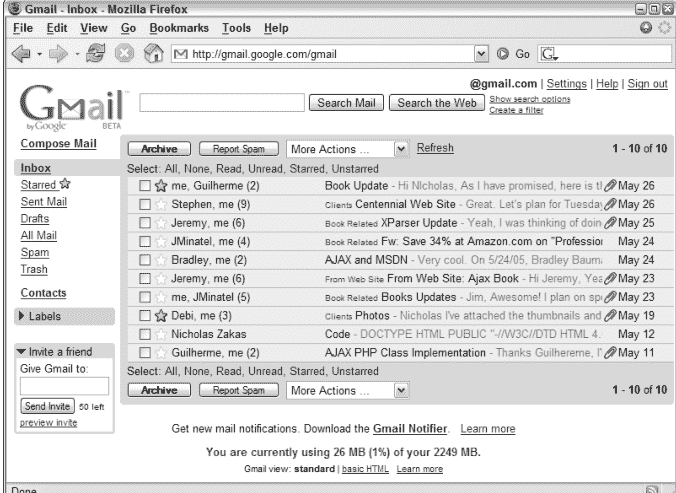 Gmail - Inbox - Mozilla Firefox
File Edit View Go Bookmarks Tools Help
http://gmail.google.com/gmail Go G
@gmail.com | Settings | Help | Sign out
Gmail by Google BETA
Search Mail Search the Web Show search options
Create a filter
Compose Mail
Archive Report Spam More Actions ... Refresh 1 - 10 of 10
Select: All, None, Read, Unread, Starred, Unstarred
Inbox
Starred
Sent Mail
Drafts
All Mail
Spam
Trash
Contacts
Labels
me, Guilherme (2) Book Update - Hi NIcholas, As I have promised, here is tl May 26
Stephen, me (9) Clients Centennial Web Site - Great. Let's plan for Tuesday May 26
Jeremy, me (6) Book Related XParser Update - Yeah, I was thinking of doin May 25
JMinatel, me (4) Book Related Fw: Save 34% at Amazon.com on "Professior May 24
Bradley, me (2) AJAX and MSDN - Very cool. On 5/24/05, Bradley Baum May 24
Jeremy, me (6) From Web Site From Web Site: Ajax Book - Hi Jeremy, Yea May 23
me, JMinatel (5) Book Related Books Updates - Jim, Awesome! I plan on sp May 23
Debi, me (3) Clients Photos - Nicholas I've attached the thumbnails and May 19
Nicholas Zakas Code - DOCTYPE HTML PUBLIC "-//W3C//DTD HTML 4. May 12
Guilherme, me (2) AJAX PHP Class Implementation - Thanks Guilhereme, I' May 11
Select: All, None, Read, Unread, Starred, Unstarred
Archive Report Spam More Actions ... 1 - 10 of 10
Invite a friend
Give Gmail to:
Send Invite 50 left
preview invite
Get new mail notifications. Download the Gmail Notifier. Learn more
You are currently using 26 MB (1%) of your 2249 MB.
Gmail view: standard | basic HTML Learn more
Done